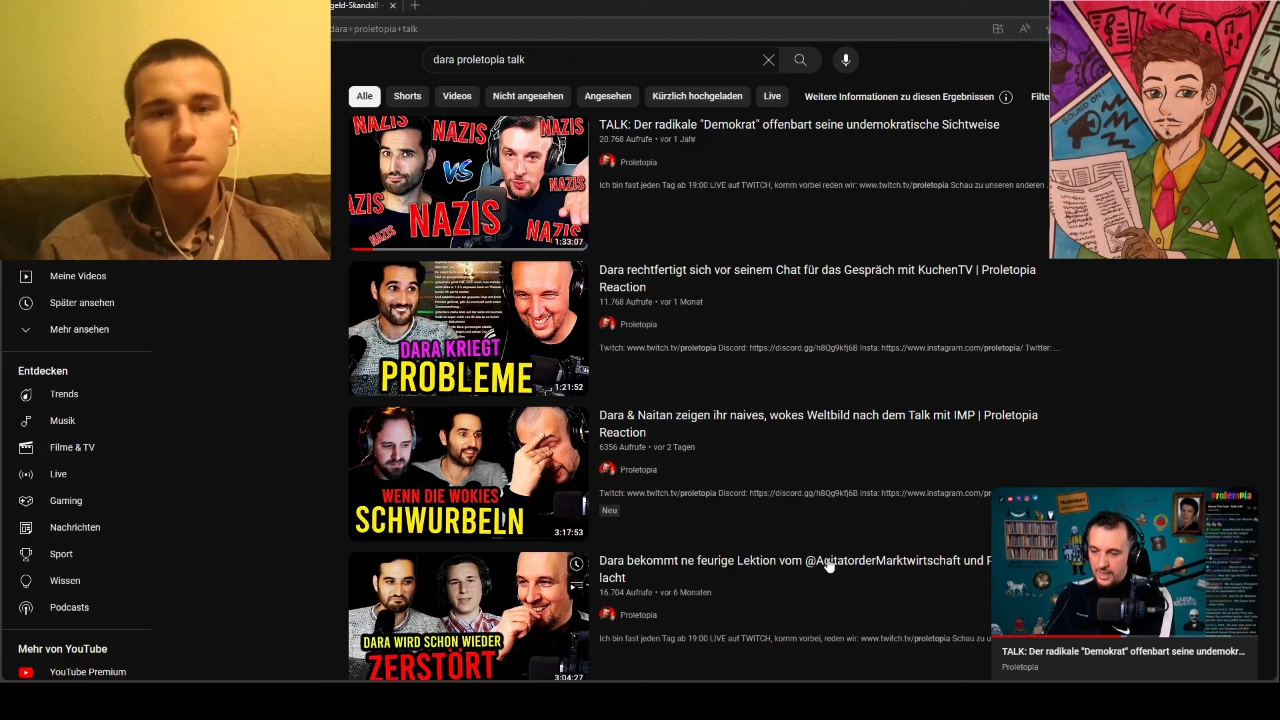 geld-Skandal! -
dara+proletopia+talk
dara proletopia talk
Alle
Shorts
Videos
Nicht angesehen
Angesehen
Kürzlich hochgeladen
Live
Weitere Informationen zu diesen Ergebnissen
Filte
NAZIS
NAZIS
NAZIS
VS
NAZIS
AZIS
NAZIS
NAZIS
NAZIS
1:33:07
TALK: Der radikale "Demokrat" offenbart seine undemokratische Sichtweise
20.768 Aufrufe • vor 1 Jahr
Proletopia
Ich bin fast jeden Tag ab 19:00 LIVE auf TWITCH, komm vorbei reden wir: www.twitch.tv/proletopia Schau zu unseren anderen ...
SOUND ON!
Meine Videos
Später ansehen
Mehr ansehen
Entdecken
Trends
Musik
Filme & TV
Live
Gaming
Nachrichten
Sport
Wissen
Podcasts
Mehr von YouTube
YouTube Premium
DARA KRIEGT
PROBLEME
1:21:52
Dara rechtfertigt sich vor seinem Chat für das Gespräch mit KuchenTV | Proletopia
Reaction
11.768 Aufrufe • vor 1 Monat
Proletopia
Twitch: www.twitch.tv/proletopia Discord: https://discord.gg/h8Qg9kfj6B Insta: https://www.instagram.com/proletopia/ Twitter: ...
WENN DIE WOKIES
SCHWURBELN
3:17:53
Dara & Naitan zeigen ihr naives, wokes Weltbild nach dem Talk mit IMP | Proletopia
Reaction
6356 Aufrufe • vor 2 Tagen
Proletopia
Twitch: www.twitch.tv/proletopia Discord: https://discord.gg/h8Qg9kfj6B Insta: https://www.instagram.com/pr
Neu
DARA WIRD SCHON WIEDER
ZERSTÖRT
3:04:27
Dara bekommt ne feurige Lektion vom @AgitatorderMarktwirtschaft und P
lacht
16.704 Aufrufe • vor 6 Monaten
Proletopia
Ich bin fast jeden Tag ab 19:00 LIVE auf TWITCH, komm vorbei, reden wir: www.twitch.tv/proletopia Schau zu u
Proletopia
TALK: Der radikale "Demokrat" offenbart seine undemokr...
Proletopia